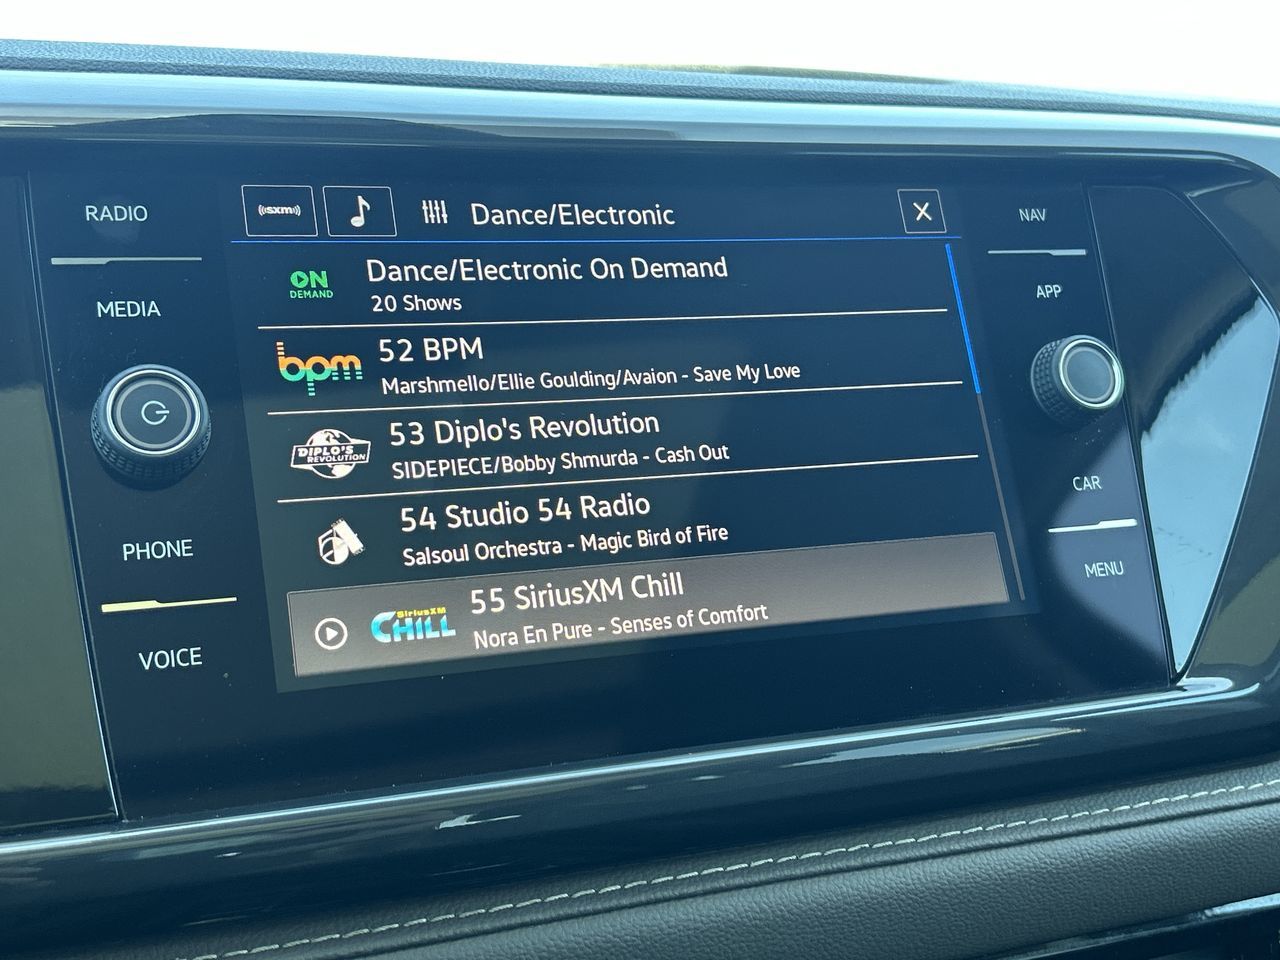 RADIO
MEDIA
PHONE
VOICE
((sxm))
Dance/Electronic
X
ON
DEMAND
Dance/Electronic On Demand
20 Shows
bpm
52 BPM
Marshmello/Ellie Goulding/Avaion - Save My Love
DIPLO'S
REVOLUTION
53 Diplo's Revolution
SIDEPIECE/Bobby Shmurda - Cash Out
54 Studio 54 Radio
Salsoul Orchestra - Magic Bird of Fire
SiriusXM
CHILL
55 SiriusXM Chill
Nora En Pure - Senses of Comfort
NAV
APP
CAR
MENU